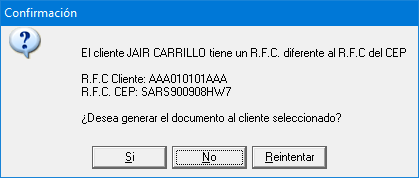 Confirmación
El cliente JAIR CARRILLO tiene un R.F.C. diferente al R.F.C del CEP
R.F.C Cliente: AAA010101AAA
R.F.C. CEP: SARS900908HW7
¿Desea generar el documento al cliente seleccionado?
Si No Reintentar